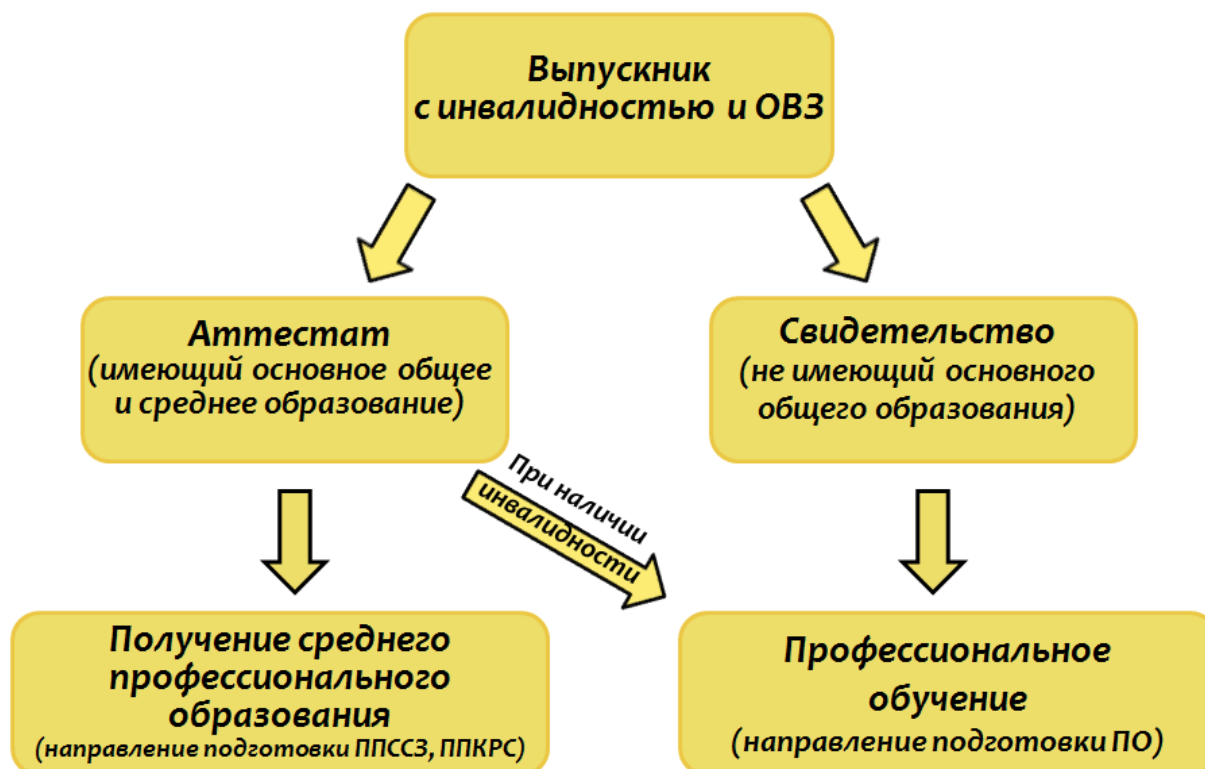 Выпускник
с инвалидностью и ОВЗ
Аттестат
(имеющий основное общее
и среднее образование)
Свидетельство
(не имеющий основного
общего образования)
При наличии
инвалидности
Получение среднего
профессионального
образования
(направление подготовки ППССЗ, ППКРС)
Профессиональное
обучение
(направление подготовки ПО)